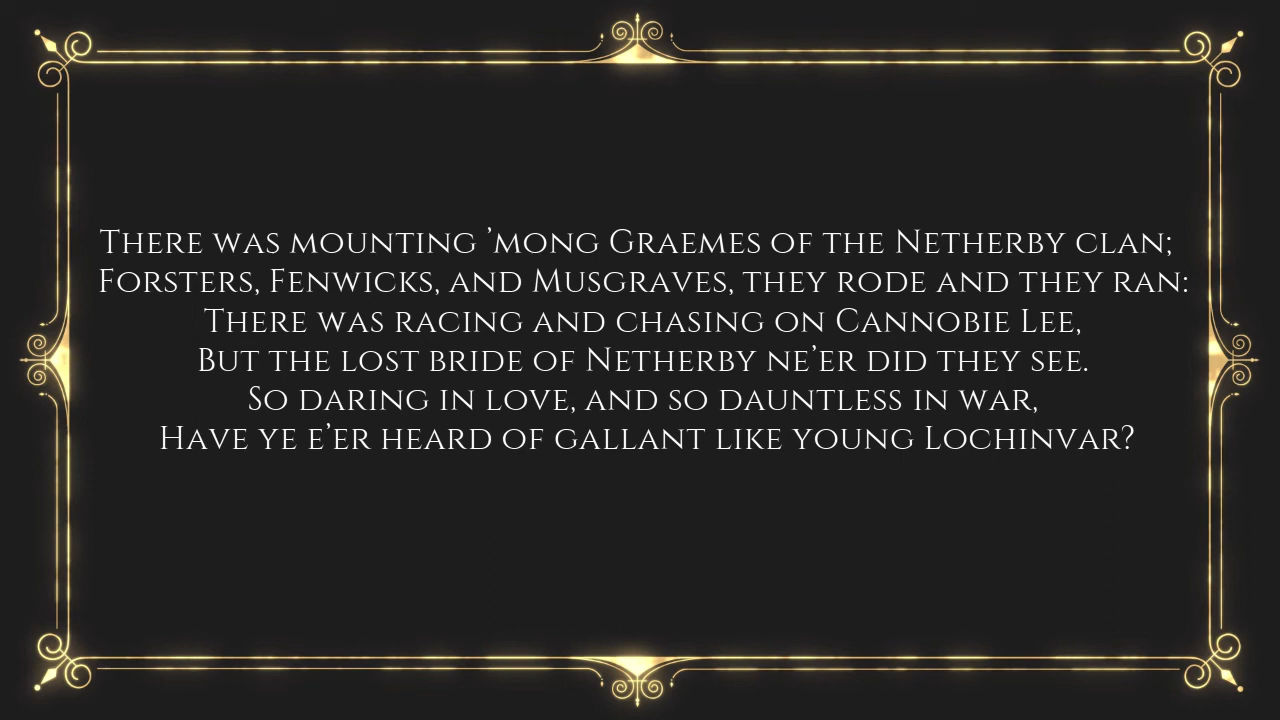 There was mounting ’mong Graemes of the Netherby clan;
Forsters, Fenwicks, and Musgraves, they rode and they ran:
There was racing and chasing on Cannobie Lee,
But the lost bride of Netherby ne’er did they see.
So daring in love, and so dauntless in war,
Have ye e’er heard of gallant like young Lochinvar?